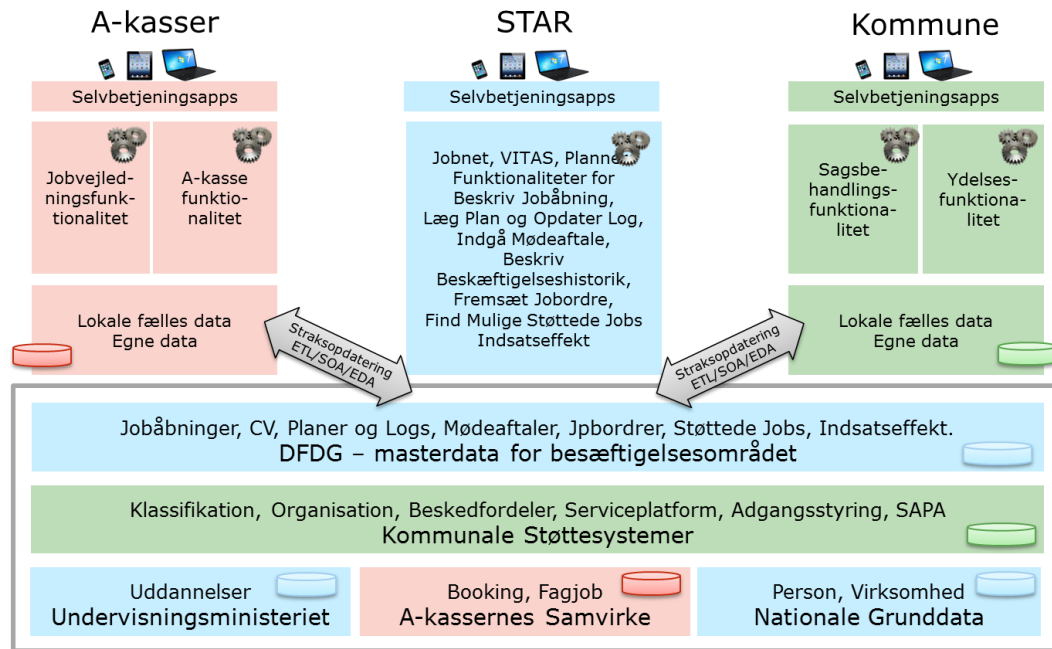 A-kasser
STAR
Kommune
Selvbetjeningsapps
Selvbetjeningsapps
Selvbetjeningsapps
Jobvejled-
ningsfunk-
tionalitet
A-kasse
funktio-
nalitet
Jobnet, VITAS, Planner
Funktionaliteter for
Beskriv Jobåbning,
Læg Plan og Opdater Log,
Indgå Mødeaftale,
Beskriv
Beskæftigelseshistorik,
Fremsæt Jobordre,
Find Mulige Støttede Jobs
Indsatseffekt
Sagsbe-
handlings-
funktiona-
litet
Ydelses-
funktiona-
litet
Lokale fælles data
Egne data
Straksopdatering
ETL/SOA/EDA
Straksopdatering
ETL/SOA/EDA
Lokale fælles data
Egne data
Jobåbninger, CV, Planer og Logs, Mødeaftaler, Jpbordrer, Støttede Jobs, Indsatseffekt.
DFDG – masterdata for besæftigelsesområdet
Klassifikation, Organisation, Beskedfordeler, Serviceplatform, Adgangsstyring, SAPA
Kommunale Støttesystemer
Uddannelser
Undervisningsministeriet
Booking, Fagjob
A-kassernes Samvirke
Person, Virksomhed
Nationale Grunddata